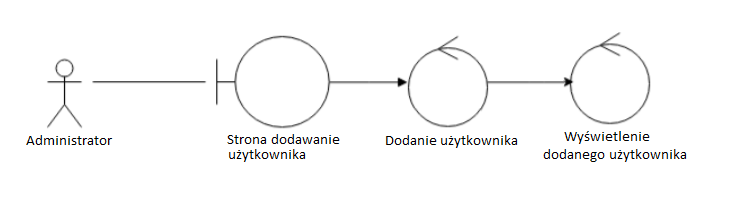 Administrator
Strona dodawanie
użytkownika
Dodanie użytkownika
Wyświetlenie
dodanego użytkownika